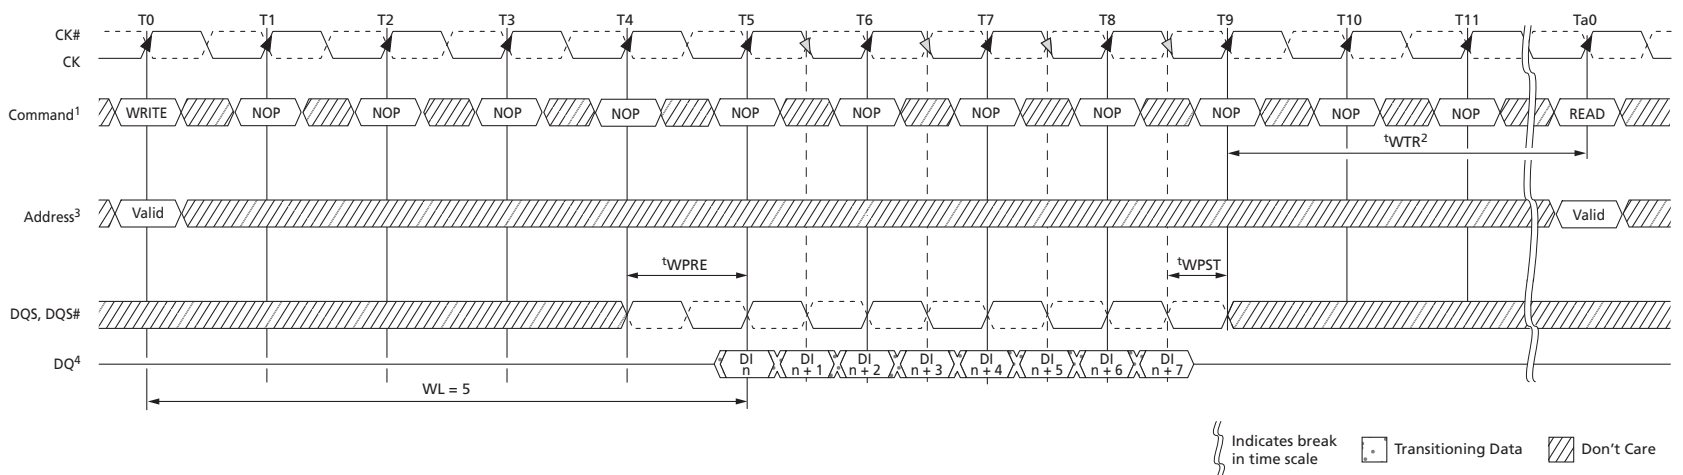 T0 T1 T2 T3 T4 T5 T6 T7 T8 T9 T10 T11 Ta0
CK#
CK
Command1 WRITE NOP NOP NOP NOP NOP NOP NOP NOP NOP NOP NOP READ
tWTR2
Address3 Valid Valid
tWPRE tWPST
DQS, DQS#
DQ4
DI n
DI n + 1
DI n + 2
DI n + 3
DI n + 4
DI n + 5
DI n + 6
DI n + 7
WL = 5
Indicates break
in time scale
Transitioning Data
Don't Care